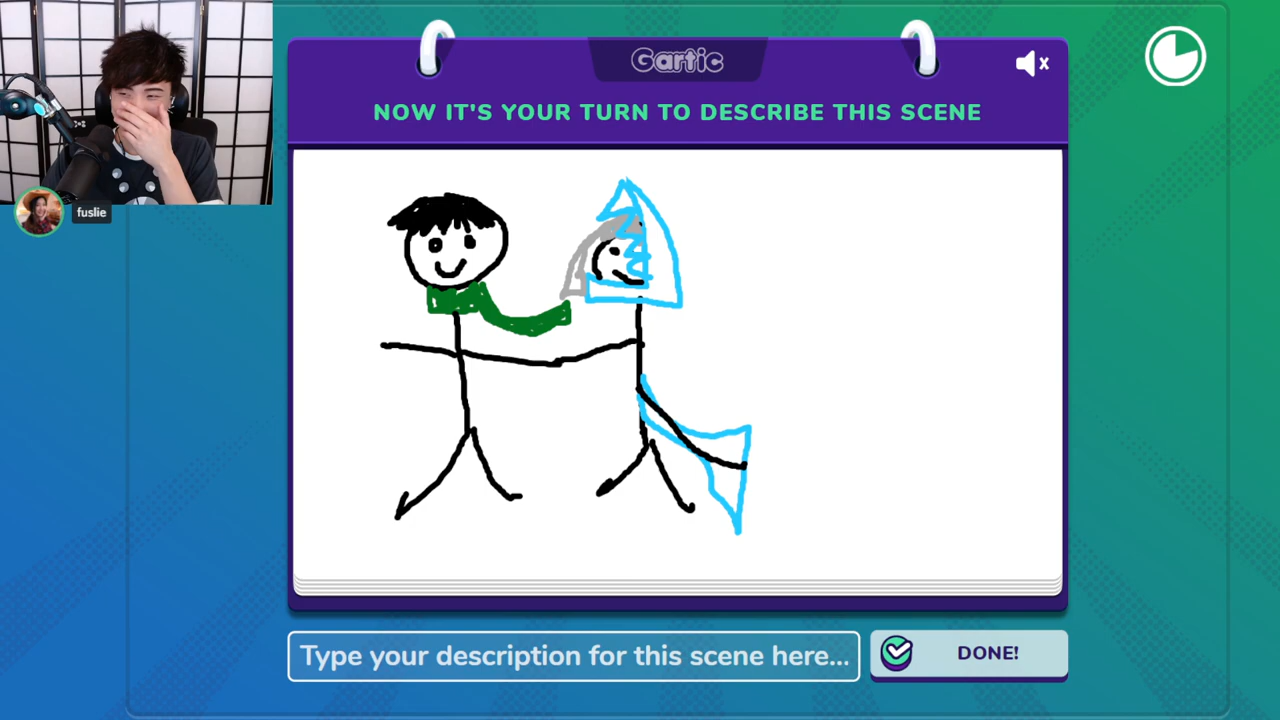 Gartic
NOW IT'S YOUR TURN TO DESCRIBE THIS SCENE
fuslie
Type your description for this scene here...
DONE!